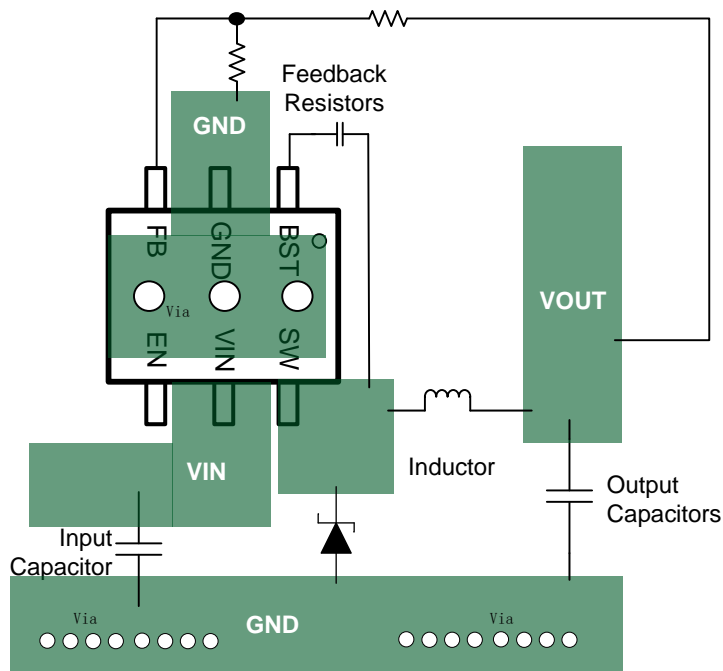 Feedback
Resistors
GND
FB
GND
BST
Via
EN
VIN
SW
VOUT
VIN
Inductor
Output
Capacitors
Input
Capacitor
Via
GND
Via